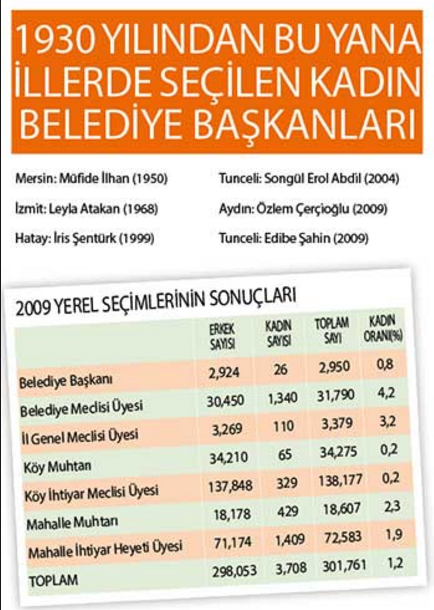 1930 YILINDAN BU YANA
İLLERDE SEÇİLEN KADIN
BELEDİYE BAŞKANLARI
Mersin: Müfide İlhan (1950)
İzmit: Leyla Atakan (1968)
Hatay: İris Şentürk (1999)
Tunceli: Songül Erol Abdil (2004)
Aydın: Özlem Çerçioğlu (2009)
Tunceli: Edibe Şahin (2009)
2009 YEREL SEÇİMLERİNİN SONUÇLARI
ERKEK SAYISI KADIN SAYISI TOPLAM SAYI KADIN ORANI(%)
Belediye Başkanı 2,924 26 2,950 0,8
Belediye Meclisi Üyesi 30,450 1,340 31,790 4,2
İl Genel Meclisi Üyesi 3,269 110 3,379 3,2
Köy Muhtarı 34,210 65 34,275 0,2
Köy İhtiyar Meclisi Üyesi 137,848 329 138,177 0,2
Mahalle Muhtarı 18,178 429 18,607 2,3
Mahalle İhtiyar Heyeti Üyesi 71,174 1,409 72,583 1,9
TOPLAM 298,053 3,708 301,761 1,2